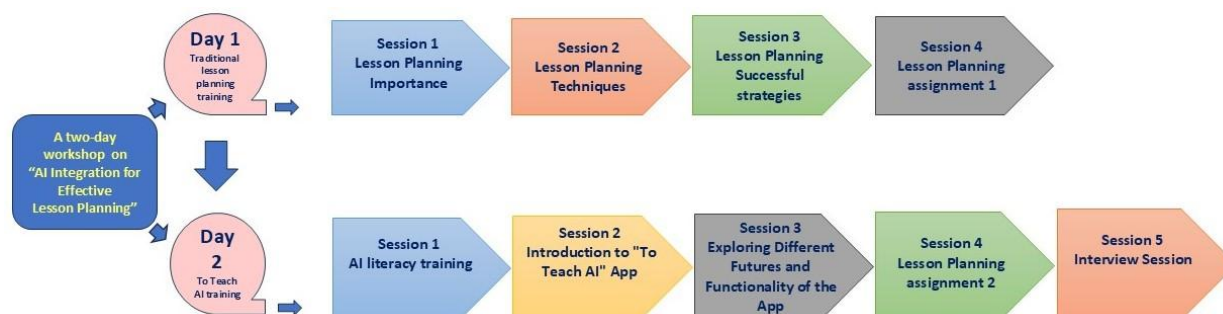 A two-day
workshop on
“AI Integration for
Effective
Lesson Planning”
Day 1
Traditional
lesson
planning
training
Session 1
Lesson Planning
Importance
Session 2
Lesson Planning
Techniques
Session 3
Lesson Planning
Successful
strategies
Session 4
Lesson Planning
assignment 1
Day
2
To Teach
AI training
Session 1
AI literacy training
Session 2
Introduction to "To
Teach AI" App
Session 3
Exploring Different
Futures and
Functionality of the
App
Session 4
Lesson Planning
assignment 2
Session 5
Interview Session